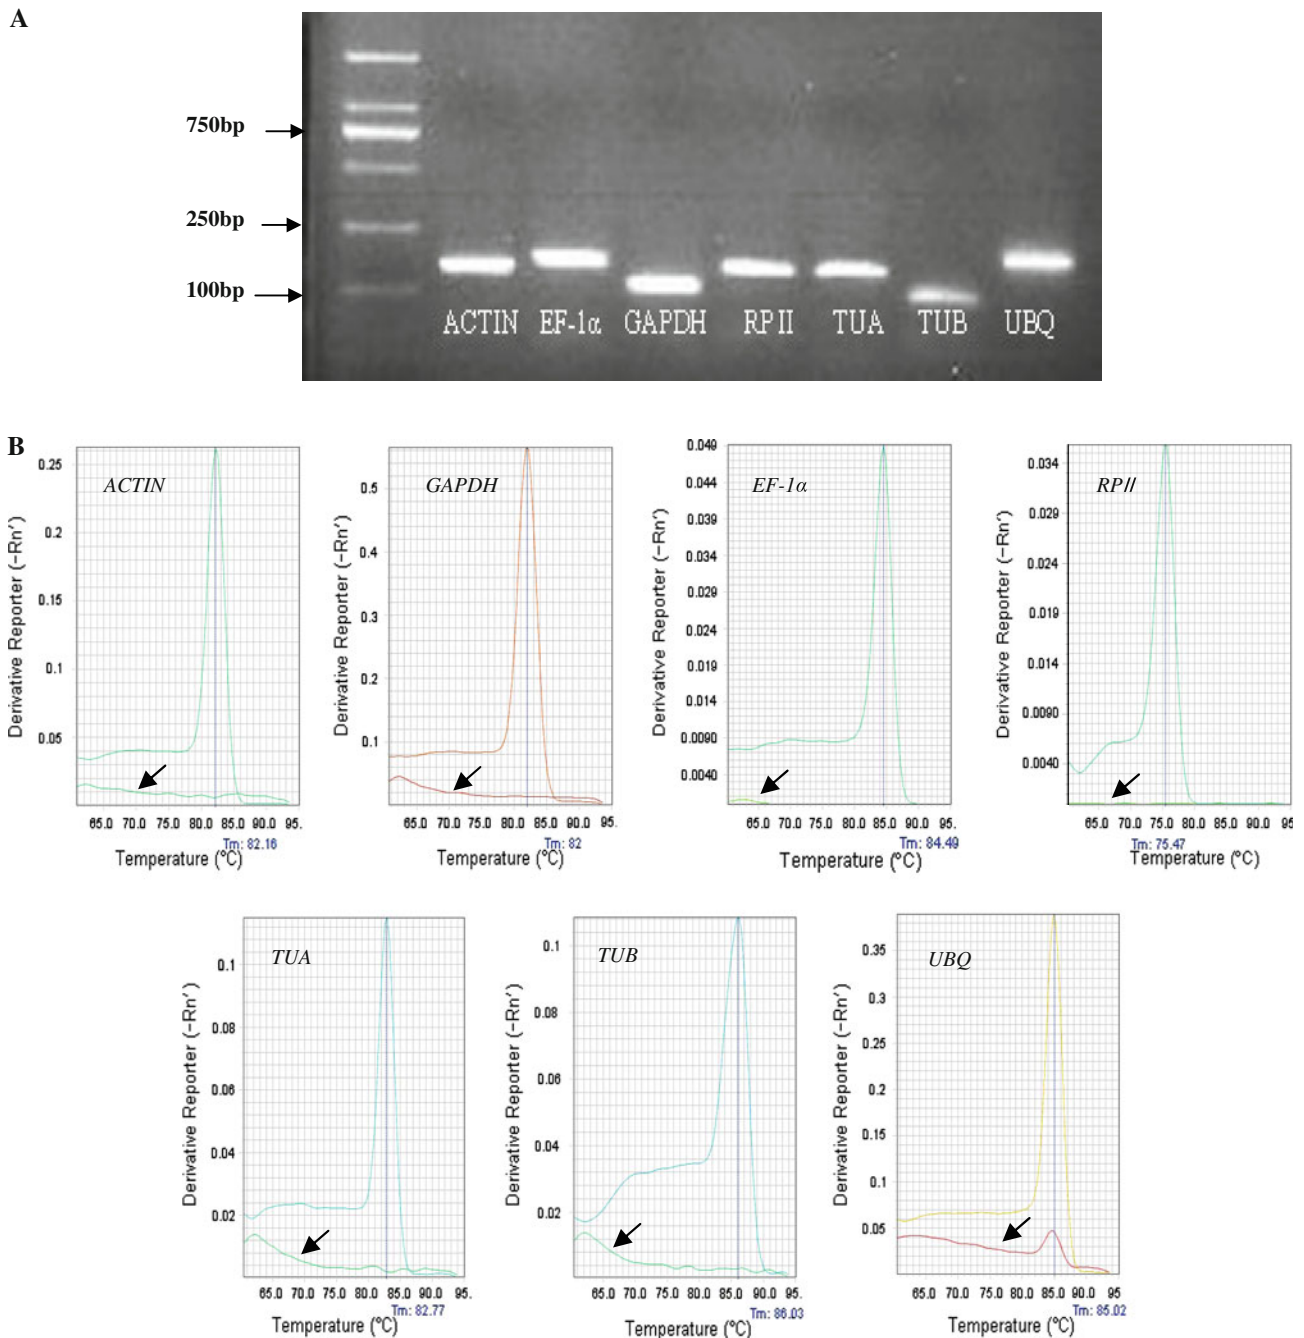 A
750bp
250bp
100bp
ACTIN EF-1α GAPDH RP II TUA TUB UBQ
B
ACTIN
Derivative Reporter (-Rn')
0.25
0.2
0.15
0.1
0.05
65.0 70.0 75.0 80.0 85.0 90.0 95.
Tm: 82.16
Temperature (°C)
GAPDH
Derivative Reporter (-Rn')
0.5
0.4
0.3
0.2
0.1
65.0 70.0 75.0 80.0 85.0 90.0 95.
Tm: 82
Temperature (°C)
EF-1α
Derivative Reporter (-Rn')
0.049
0.044
0.039
0.034
0.029
0.024
0.019
0.014
0.0090
0.0040
65.0 70.0 75.0 80.0 85.0 90.0 95.
Tm: 84.49
Temperature (°C)
RPII
Derivative Reporter (-Rn')
0.034
0.029
0.024
0.019
0.014
0.0090
0.0040
65.0 70.0 75.0 80.0 85.0 90.0 95.
Tm: 75.47
Temperature (°C)
TUA
Derivative Reporter (-Rn')
0.1
0.08
0.06
0.04
0.02
65.0 70.0 75.0 80.0 85.0 90.0 95.
Tm: 82.77
Temperature (°C)
TUB
Derivative Reporter (-Rn')
0.1
0.08
0.06
0.04
0.02
65.0 70.0 75.0 80.0 85.0 90.0 95.
Tm: 86.03
Temperature (°C)
UBQ
Derivative Reporter (-Rn')
0.35
0.3
0.25
0.2
0.15
0.1
0.05
65.0 70.0 75.0 80.0 85.0 90.0 95
Tm: 85.02
Temperature (°C)